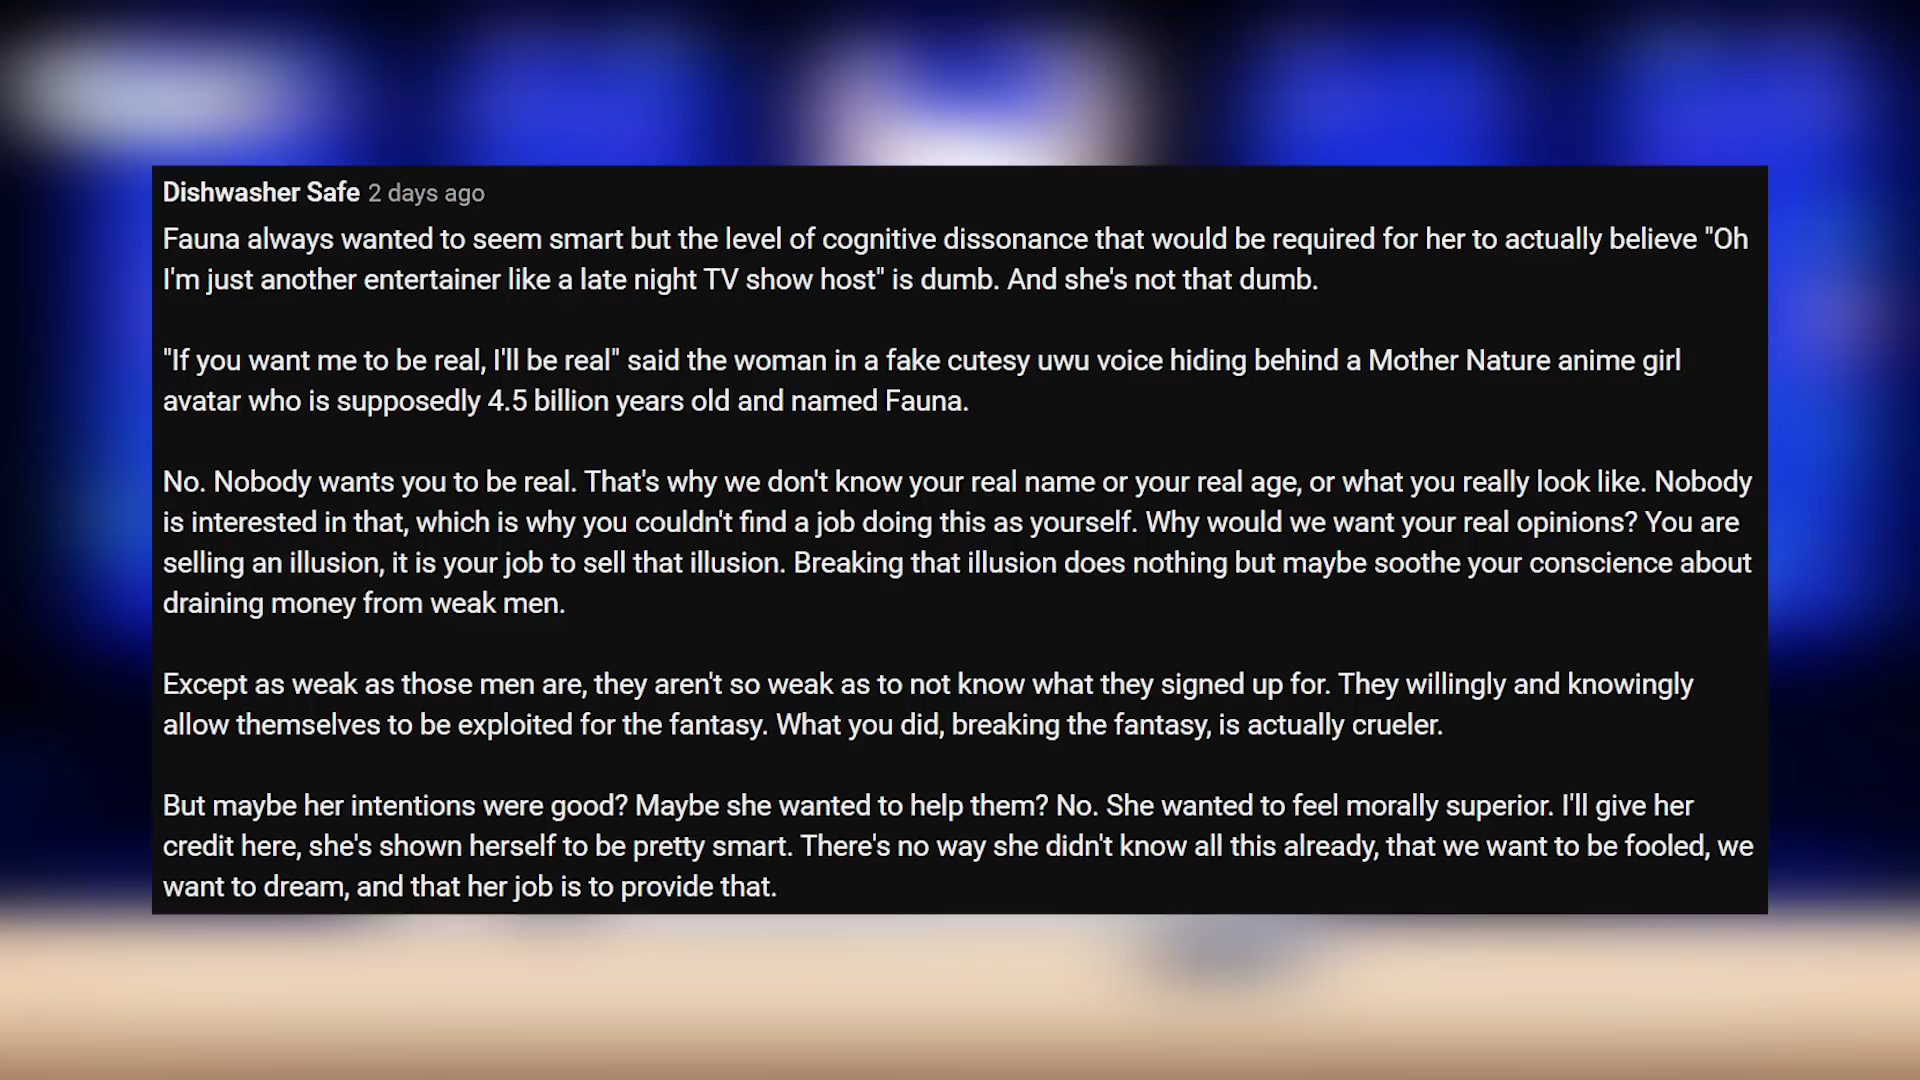 Dishwasher Safe 2 days ago
Fauna always wanted to seem smart but the level of cognitive dissonance that would be required for her to actually believe "Oh
I'm just another entertainer like a late night TV show host" is dumb. And she's not that dumb.
"If you want me to be real, I'll be real" said the woman in a fake cutesy uwu voice hiding behind a Mother Nature anime girl
avatar who is supposedly 4.5 billion years old and named Fauna.
No. Nobody wants you to be real. That's why we don't know your real name or your real age, or what you really look like. Nobody
is interested in that, which is why you couldn't find a job doing this as yourself. Why would we want your real opinions? You are
selling an illusion, it is your job to sell that illusion. Breaking that illusion does nothing but maybe soothe your conscience about
draining money from weak men.
Except as weak as those men are, they aren't so weak as to not know what they signed up for. They willingly and knowingly
allow themselves to be exploited for the fantasy. What you did, breaking the fantasy, is actually crueler.
But maybe her intentions were good? Maybe she wanted to help them? No. She wanted to feel morally superior. I'll give her
credit here, she's shown herself to be pretty smart. There's no way she didn't know all this already, that we want to be fooled, we
want to dream, and that her job is to provide that.